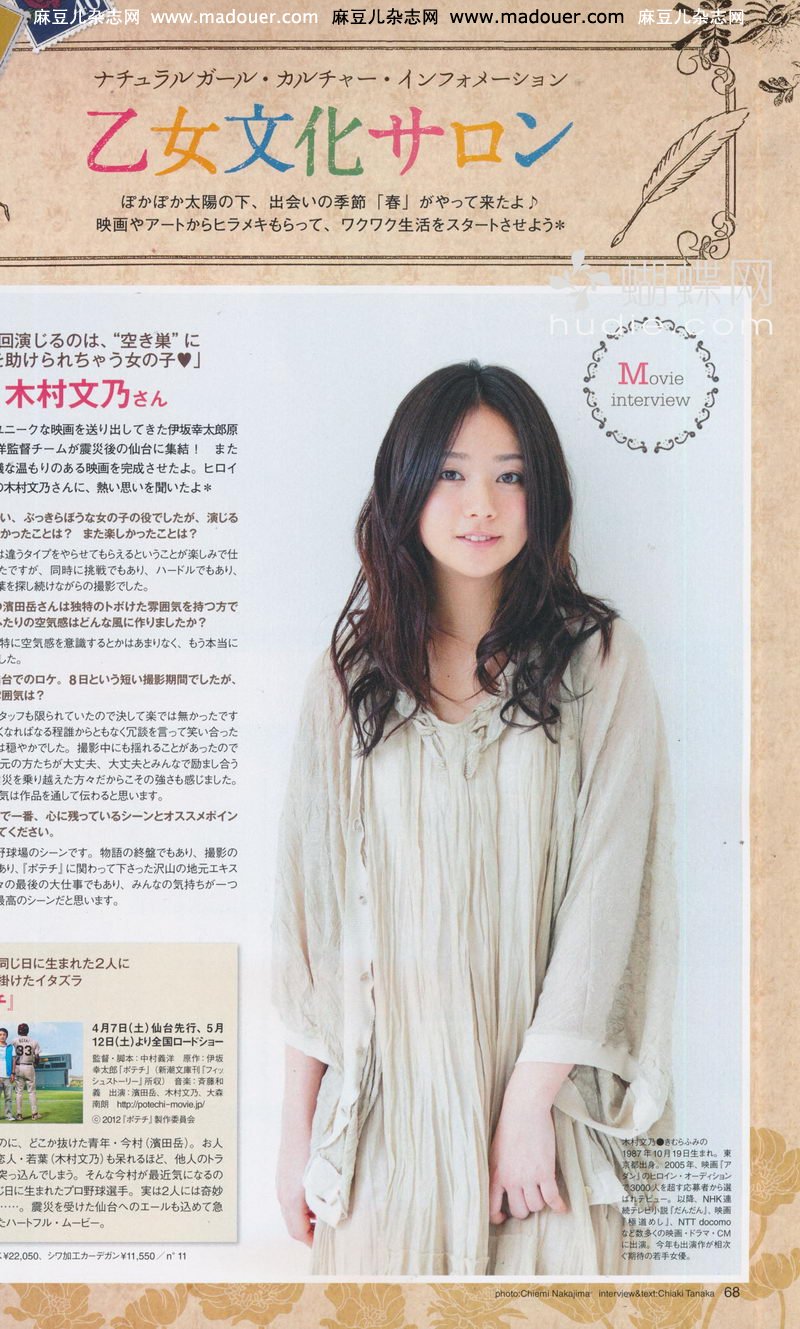 www.madouer.com 麻豆儿杂志网 www.madouer.com 麻豆儿杂志网
ナチュラルガール・カルチャー・インフォメーション
乙女文化サロン
ぽかぽか太陽の下、出会いの季節「春」がやって来たよ♪
映画やアートからヒラメキもらって、ワクワク生活をスタートさせよう＊
蝴蝶网
hudie.com
Movie
interview
回演じるのは、“空き巣”に
を助けられちゃう女の子♥」
木村文乃さん
ユニークな映画を送り出してきた伊坂幸太郎原
洋監督チームが震災後の仙台に集結！　また
議な温もりのある映画を完成させたよ。ヒロイ
の木村文乃さんに、熱い思いを聞いたよ＊
い、ぶっきらぼうな女の子の役でしたが、演じる
かったことは？　また楽しかったことは？
は違うタイプをやらせてもらえるということが楽しみで仕
たですが、同時に挑戦でもあり、ハードルでもあり、
葉を探し続けながらの撮影でした。
の濱田岳さんは独特のトボけた雰囲気を持つ方で
ふたりの空気感はどんな風に作りましたか？
特に空気感を意識するとかはあまりなく、もう本当に
した。
台でのロケ。8日という短い撮影期間でしたが、
雰囲気は？
タッフも限られていたので決して楽では無かったです
くなればなる程誰からともなく冗談を言って笑い合った
は穏やかでした。撮影中にも揺れることがあったので
元の方たちが大丈夫、大丈夫とみんなで励まし合う
災を乗り越えた方々だからこその強さも感じました。
気は作品を通して伝わると思います。
で一番、心に残っているシーンとオススメポイン
てください。
野球場のシーンです。物語の終盤でもあり、撮影の
あり、『ポテチ』に関わって下さった沢山の地元エキス
々の最後の大仕事でもあり、みんなの気持ちが一つ
最高のシーンだと思います。
同じ日に生まれた2人に
掛けたイタズラ
チ』
33
4月7日（土）仙台先行、5月
12日（土）より全国ロードショー
監督・脚本：中村義洋　原作：伊坂
幸太郎『ポテチ』（新潮文庫刊『フィッ
シュストーリー』所収）　音楽：斉藤和
義　出演：濱田岳、木村文乃、大森
南朗　http://potechi-movie.jp/
ⓒ2012『ポテチ』製作委員会
のに、どこか抜けた青年・今村（濱田岳）。お人
恋人・若葉（木村文乃）も呆れるほど、他人のトラ
突っ込んでしまう。そんな今村が最近気になるの
じ日に生まれたプロ野球選手。実は2人には奇妙
……。震災を受けた仙台へのエールも込めて急
たハートフル・ムービー。
¥22,050、シワ加工カーデガン¥11,550／n° 11
木村文乃●きむらふみの
1987年10月19日生まれ。東
京都出身。2005年、映画『ア
ダン』のヒロイン・オーディション
で3000人を超す応募者から選
ばれデビュー。以降、NHK連
続テレビ小説『だんだん』、映画
『極道めし』、NTT docomo
など数多くの映画・ドラマ・CM
に出演。今年も出演作が相次
ぐ期待の若手女優。
photo:Chiemi Nakajima interview&text:Chiaki Tanaka 68